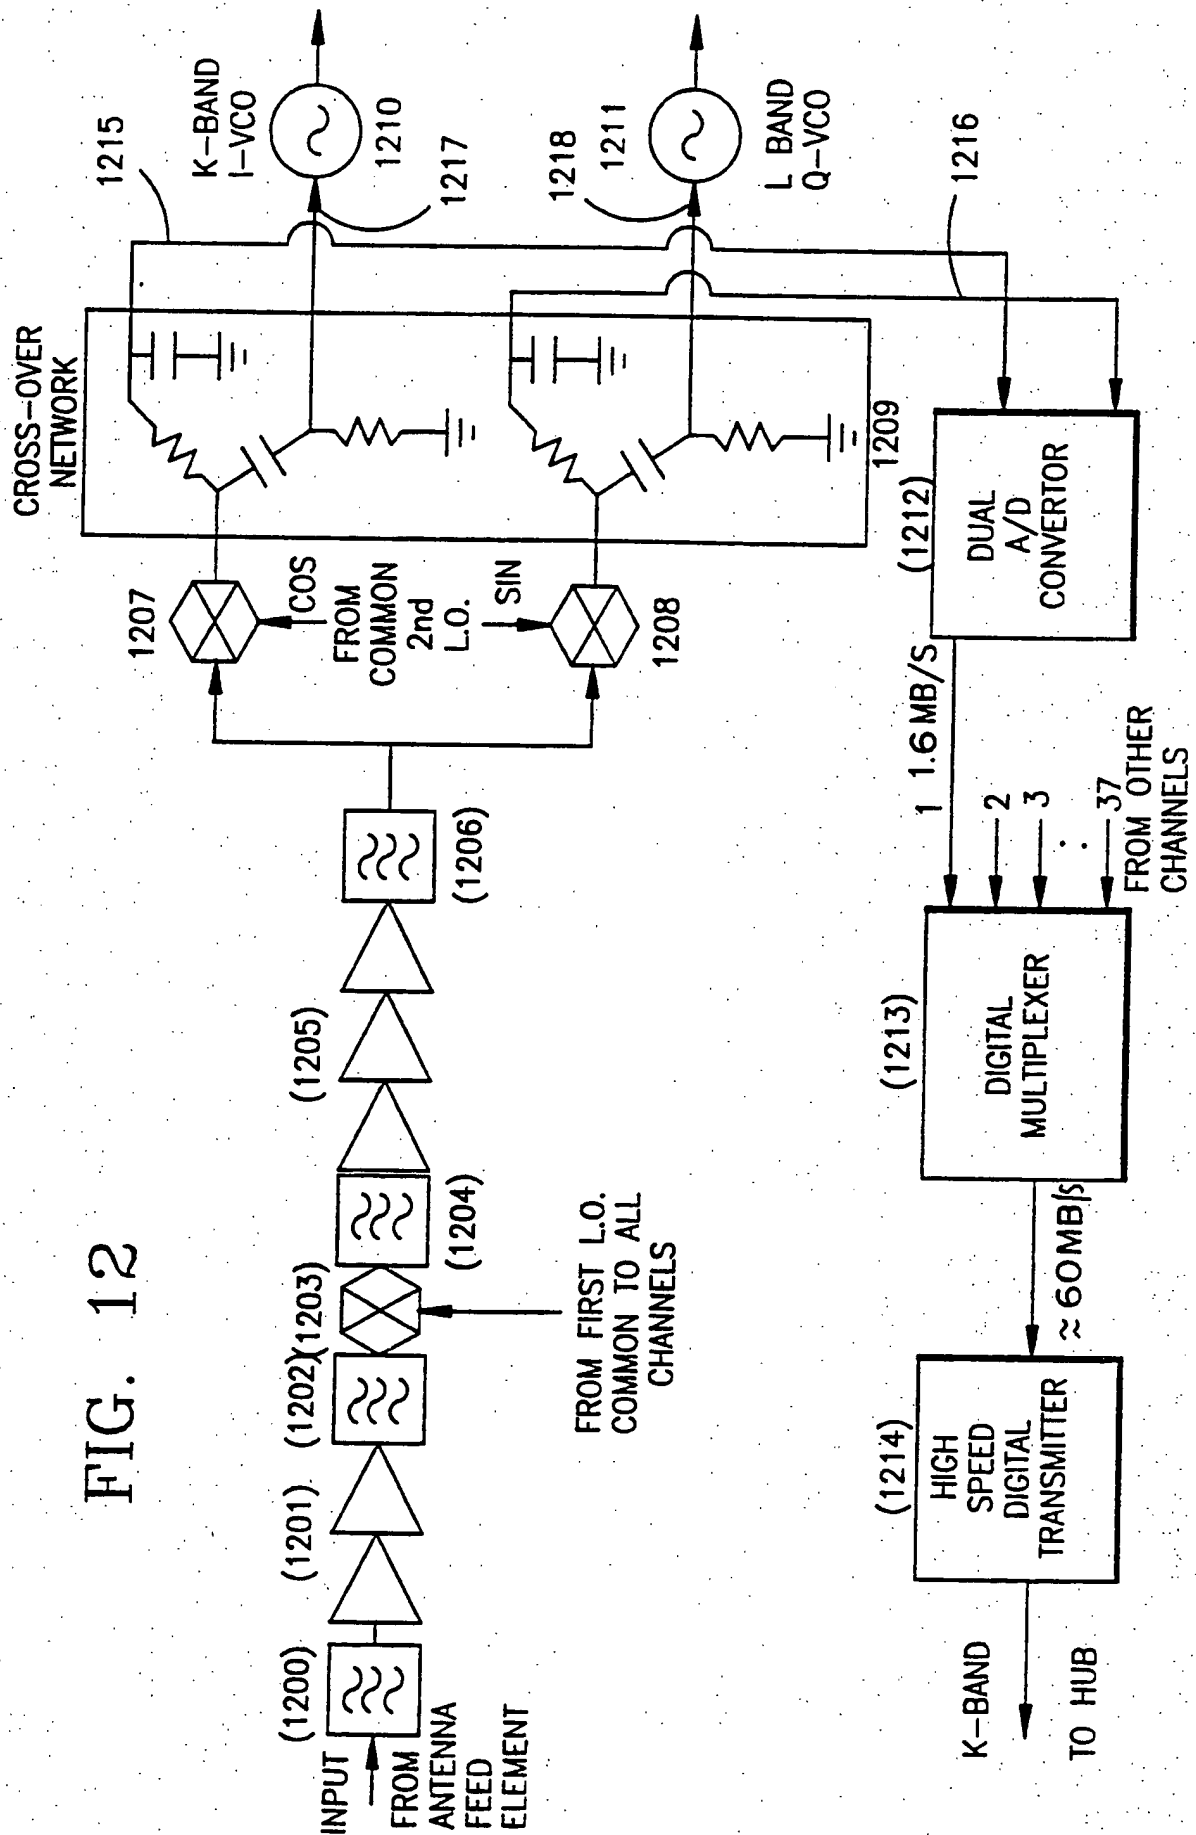 FIG. 12
INPUT
FROM
ANTENNA
FEED
ELEMENT
(1200)
(1201)
(1202)
(1203)
FROM FIRST L.O.
COMMON TO ALL
CHANNELS
(1204)
(1205)
(1206)
1207
COS
FROM
COMMON
2nd
L.O.
SIN
1208
CROSS-OVER
NETWORK
1209
1215
K-BAND
I-VCO
1210
1217
1218
1211
L BAND
Q-VCO
1216
(1212)
DUAL
A/D
CONVERTOR
1 1.6 MB/S
2
3
37
FROM OTHER
CHANNELS
(1213)
DIGITAL
MULTIPLEXER
≈ 60MB/S
(1214)
HIGH
SPEED
DIGITAL
TRANSMITTER
K-BAND
TO HUB